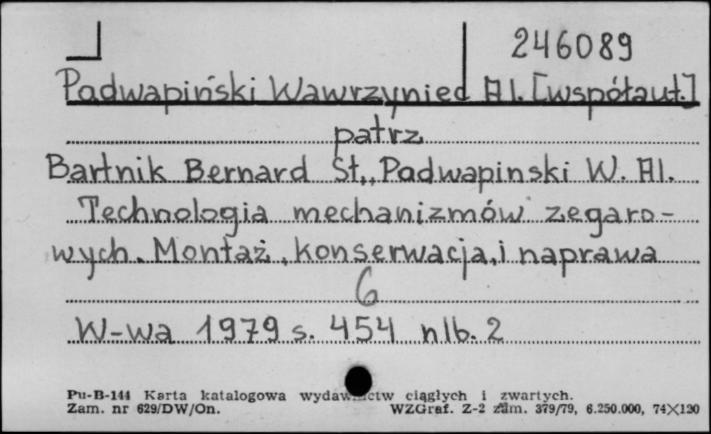 246089
Padwapiński Wawrzyniec Al. [współaut.]
patrz
Bartnik Bernard St., Padwapinski W. Al.
Technologia mechanizmów zegaro-
wych. Montaż, konserwacja, i naprawa
6
W-wa 1979 s. 454 nlb. 2
Pu-B-144 Karta katalogowa wydawnictw ciągłych i zwartych.
Zam. nr 629/DW/On. WZGraf. Z-2 zam. 379/79, 6.250.000, 74×120